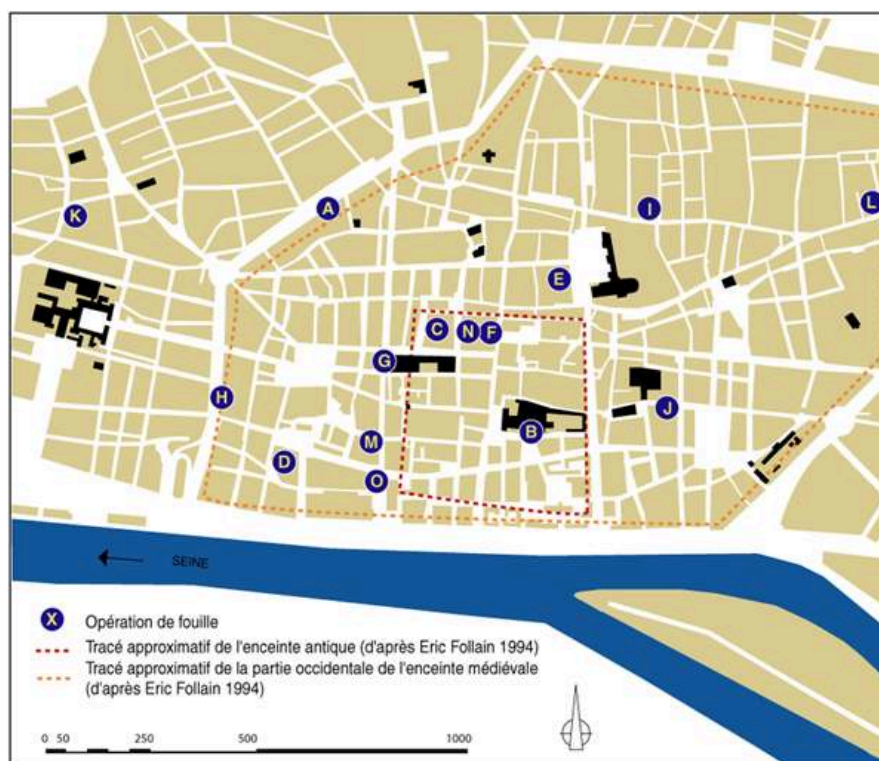 A
K
I
L
E
C N F
G
H
J
M
B
D
O
SEINE
X Opération de fouille
Tracé approximatif de l'enceinte antique (d'après Eric Follain 1994)
Tracé approximatif de la partie occidentale de l'enceinte médiévale
(d'après Eric Follain 1994)
0 50 250 500 1000